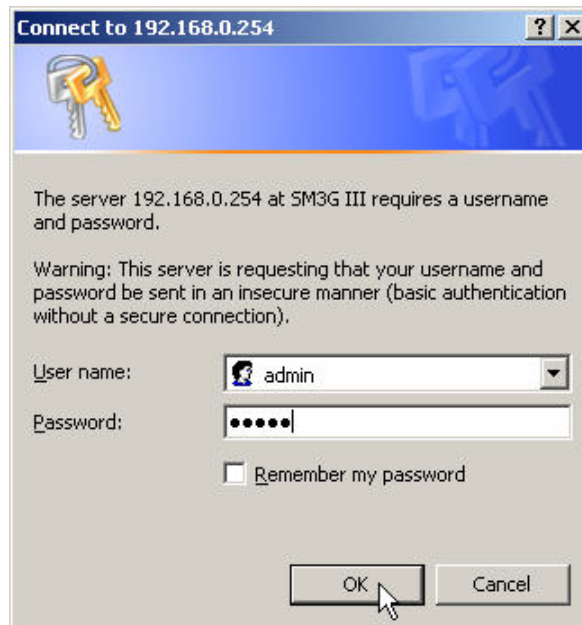 Connect to 192.168.0.254
The server 192.168.0.254 at SM3G III requires a username
and password.
Warning: This server is requesting that your username and
password be sent in an insecure manner (basic authentication
without a secure connection).
User name:
admin
Password:
•••••
Remember my password
OK
Cancel